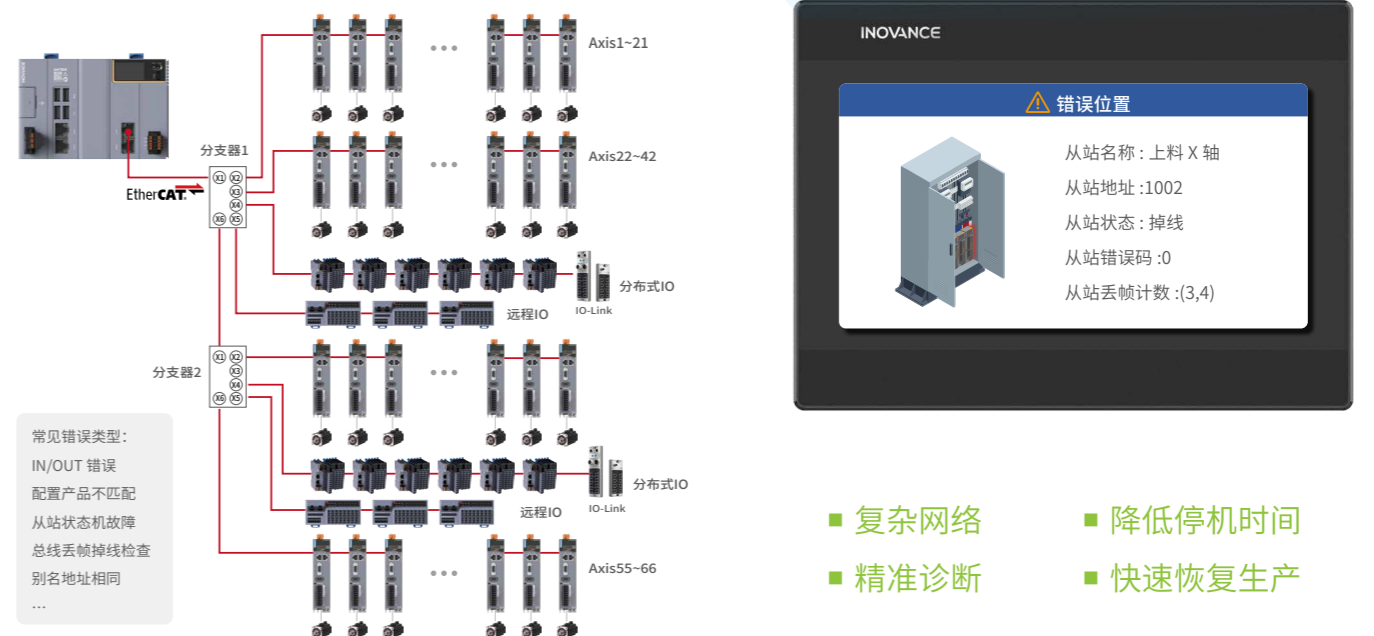 INOVANCE
Axis1~21
分支器1
X1 X2
X3
X4
X6 X5
EtherCAT
Axis22~42
分布式IO
IO-Link
远程IO
分支器2
X1 X2
X3
X4
X6 X5
分布式IO
IO-Link
远程IO
Axis55~66
常见错误类型：
IN/OUT 错误
配置产品不匹配
从站状态机故障
总线丢帧掉线检查
别名地址相同
...
INOVANCE
错误位置
从站名称 : 上料 X 轴
从站地址 :1002
从站状态 : 掉线
从站错误码 :0
从站丢帧计数 :(3,4)
复杂网络
降低停机时间
精准诊断
快速恢复生产